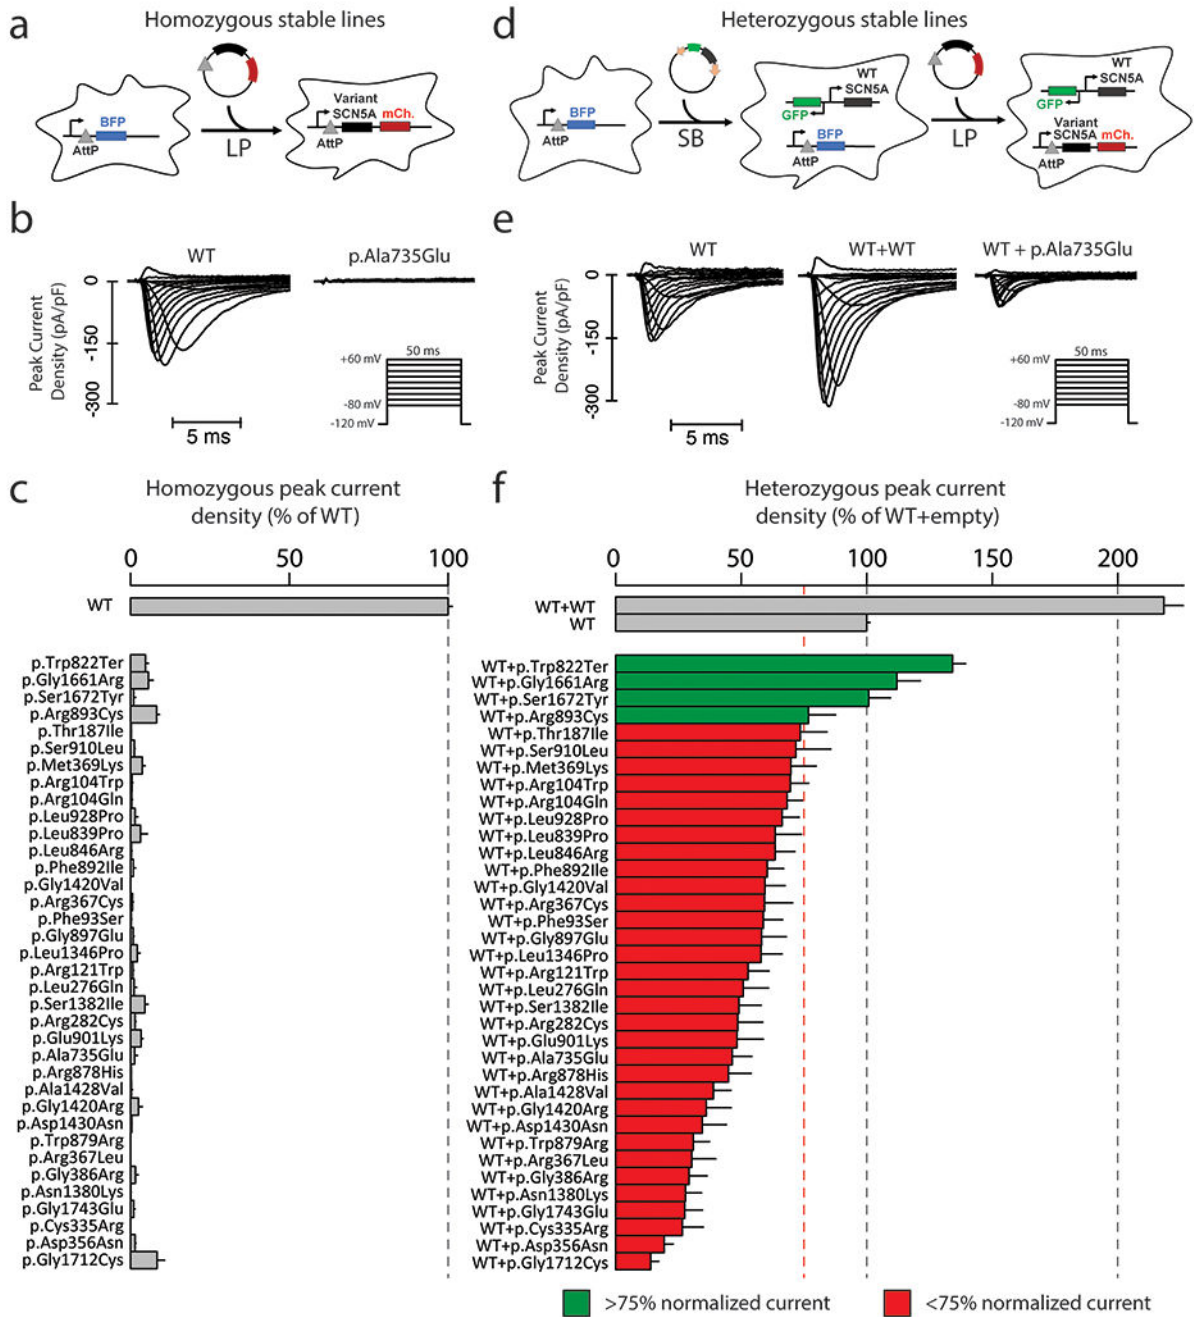 a
Homozygous stable lines
BFP
AttP
LP
Variant
SCN5A
mCh.
AttP
d
Heterozygous stable lines
BFP
AttP
SB
WT
SCN5A
GFP
BFP
AttP
LP
WT
SCN5A
GFP
Variant
SCN5A
mCh.
AttP
b
WT
p.Ala735Glu
Peak Current
Density (pA/pF)
0
-150
-300
5 ms
50 ms
+60 mV
-80 mV
-120 mV
e
WT
WT+WT
WT + p.Ala735Glu
Peak Current
Density (pA/pF)
0
-150
-300
5 ms
50 ms
+60 mV
-80 mV
-120 mV
c
Homozygous peak current
density (% of WT)
0 50 100
WT
p.Trp822Ter
p.Gly1661Arg
p.Ser1672Tyr
p.Arg893Cys
p.Thr187Ile
p.Ser910Leu
p.Met369Lys
p.Arg104Trp
p.Arg104Gln
p.Leu928Pro
p.Leu839Pro
p.Leu846Arg
p.Phe892Ile
p.Gly1420Val
p.Arg367Cys
p.Phe93Ser
p.Gly897Glu
p.Leu1346Pro
p.Arg121Trp
p.Leu276Gln
p.Ser1382Ile
p.Arg282Cys
p.Glu901Lys
p.Ala735Glu
p.Arg878His
p.Ala1428Val
p.Gly1420Arg
p.Asp1430Asn
p.Trp879Arg
p.Arg367Leu
p.Gly386Arg
p.Asn1380Lys
p.Gly1743Glu
p.Cys335Arg
p.Asp356Asn
p.Gly1712Cys
f
Heterozygous peak current
density (% of WT+empty)
0 50 100 150 200
WT+WT
WT
WT+p.Trp822Ter
WT+p.Gly1661Arg
WT+p.Ser1672Tyr
WT+p.Arg893Cys
WT+p.Thr187Ile
WT+p.Ser910Leu
WT+p.Met369Lys
WT+p.Arg104Trp
WT+p.Arg104Gln
WT+p.Leu928Pro
WT+p.Leu839Pro
WT+p.Leu846Arg
WT+p.Phe892Ile
WT+p.Gly1420Val
WT+p.Arg367Cys
WT+p.Phe93Ser
WT+p.Gly897Glu
WT+p.Leu1346Pro
WT+p.Arg121Trp
WT+p.Leu276Gln
WT+p.Ser1382Ile
WT+p.Arg282Cys
WT+p.Glu901Lys
WT+p.Ala735Glu
WT+p.Arg878His
WT+p.Ala1428Val
WT+p.Gly1420Arg
WT+p.Asp1430Asn
WT+p.Trp879Arg
WT+p.Arg367Leu
WT+p.Gly386Arg
WT+p.Asn1380Lys
WT+p.Gly1743Glu
WT+p.Cys335Arg
WT+p.Asp356Asn
WT+p.Gly1712Cys
>75% normalized current
<75% normalized current